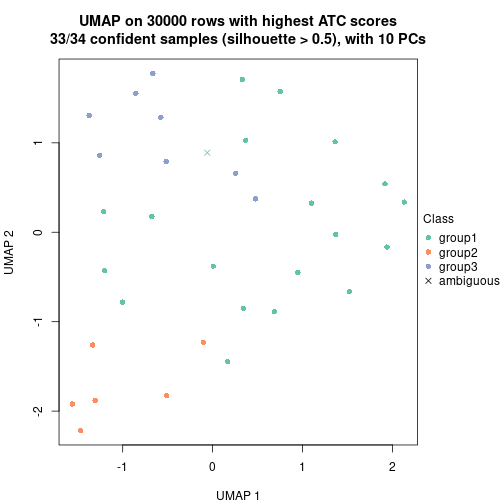 UMAP on 30000 rows with highest ATC scores
33/34 confident samples (silhouette > 0.5), with 10 PCs
UMAP 2
1
0
-1
-2
-1
0
1
2
UMAP 1
Class
group1
group2
group3
ambiguous